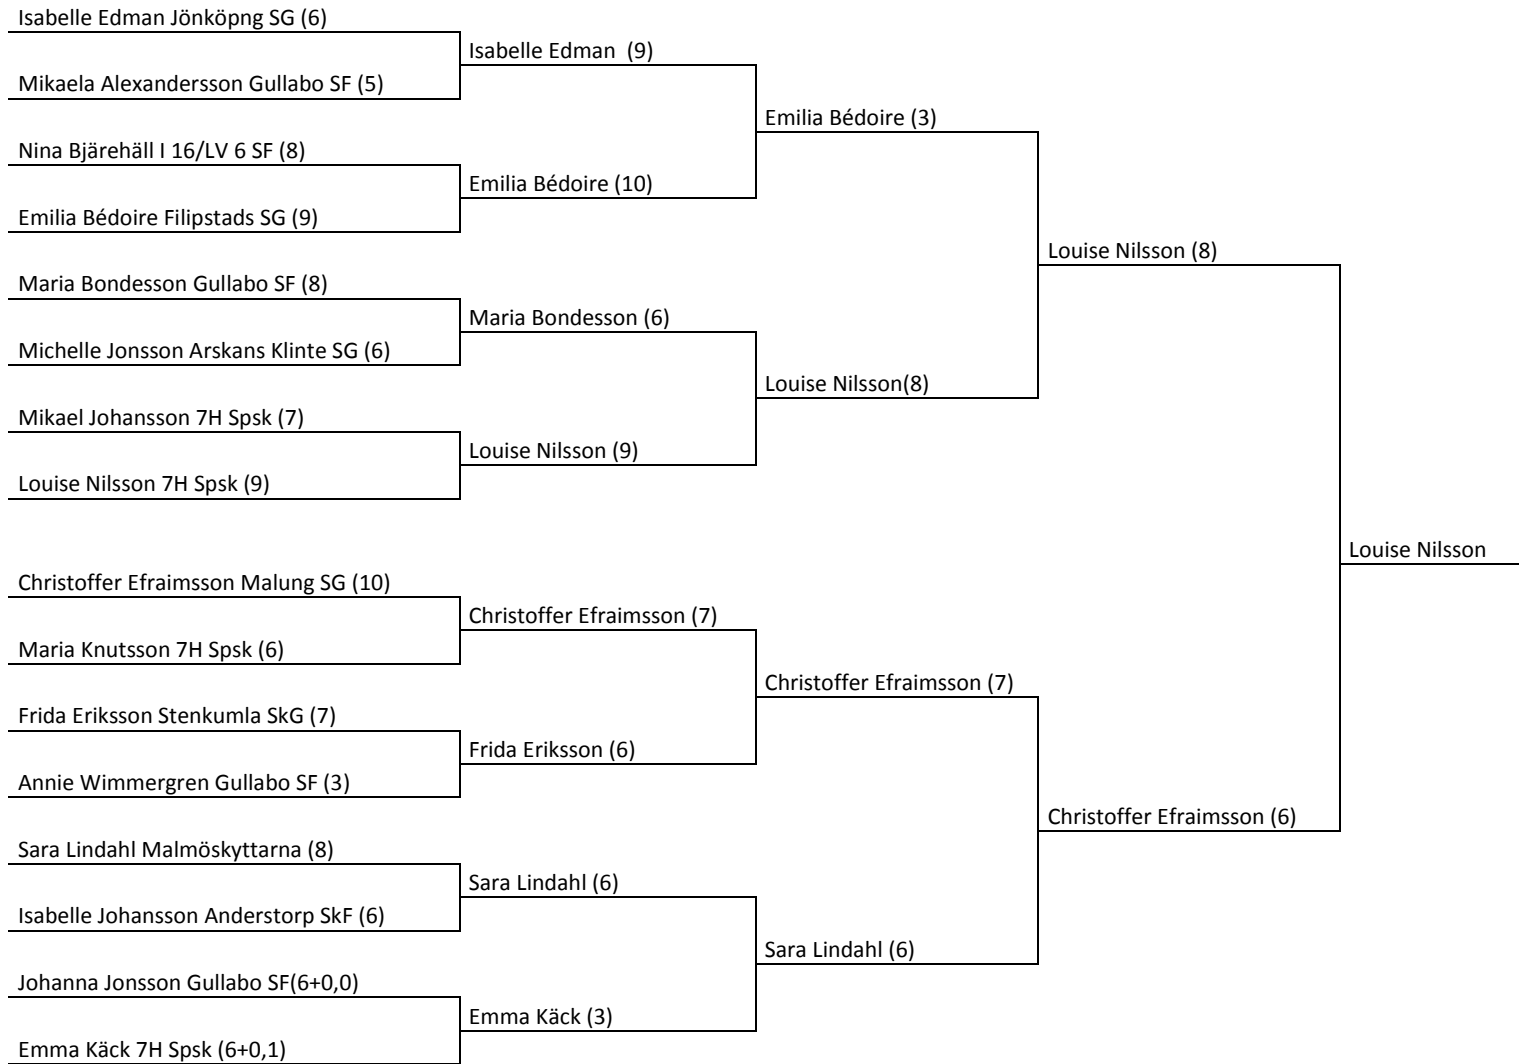 Isabelle Edman Jönköpng SG (6)
Isabelle Edman  (9)
Mikaela Alexandersson Gullabo SF (5)
Emilia Bédoire (3)
Nina Bjärehäll I 16/LV 6 SF (8)
Emilia Bédoire (10)
Emilia Bédoire Filipstads SG (9)
Louise Nilsson (8)
Maria Bondesson Gullabo SF (8)
Maria Bondesson (6)
Michelle Jonsson Arskans Klinte SG (6)
Louise Nilsson(8)
Mikael Johansson 7H Spsk (7)
Louise Nilsson (9)
Louise Nilsson 7H Spsk (9)
Louise Nilsson
Christoffer Efraimsson Malung SG (10)
Christoffer Efraimsson (7)
Maria Knutsson 7H Spsk (6)
Christoffer Efraimsson (7)
Frida Eriksson Stenkumla SkG (7)
Frida Eriksson (6)
Annie Wimmergren Gullabo SF (3)
Christoffer Efraimsson (6)
Sara Lindahl Malmöskyttarna (8)
Sara Lindahl (6)
Isabelle Johansson Anderstorp SkF (6)
Sara Lindahl (6)
Johanna Jonsson Gullabo SF(6+0,0)
Emma Käck (3)
Emma Käck 7H Spsk (6+0,1)